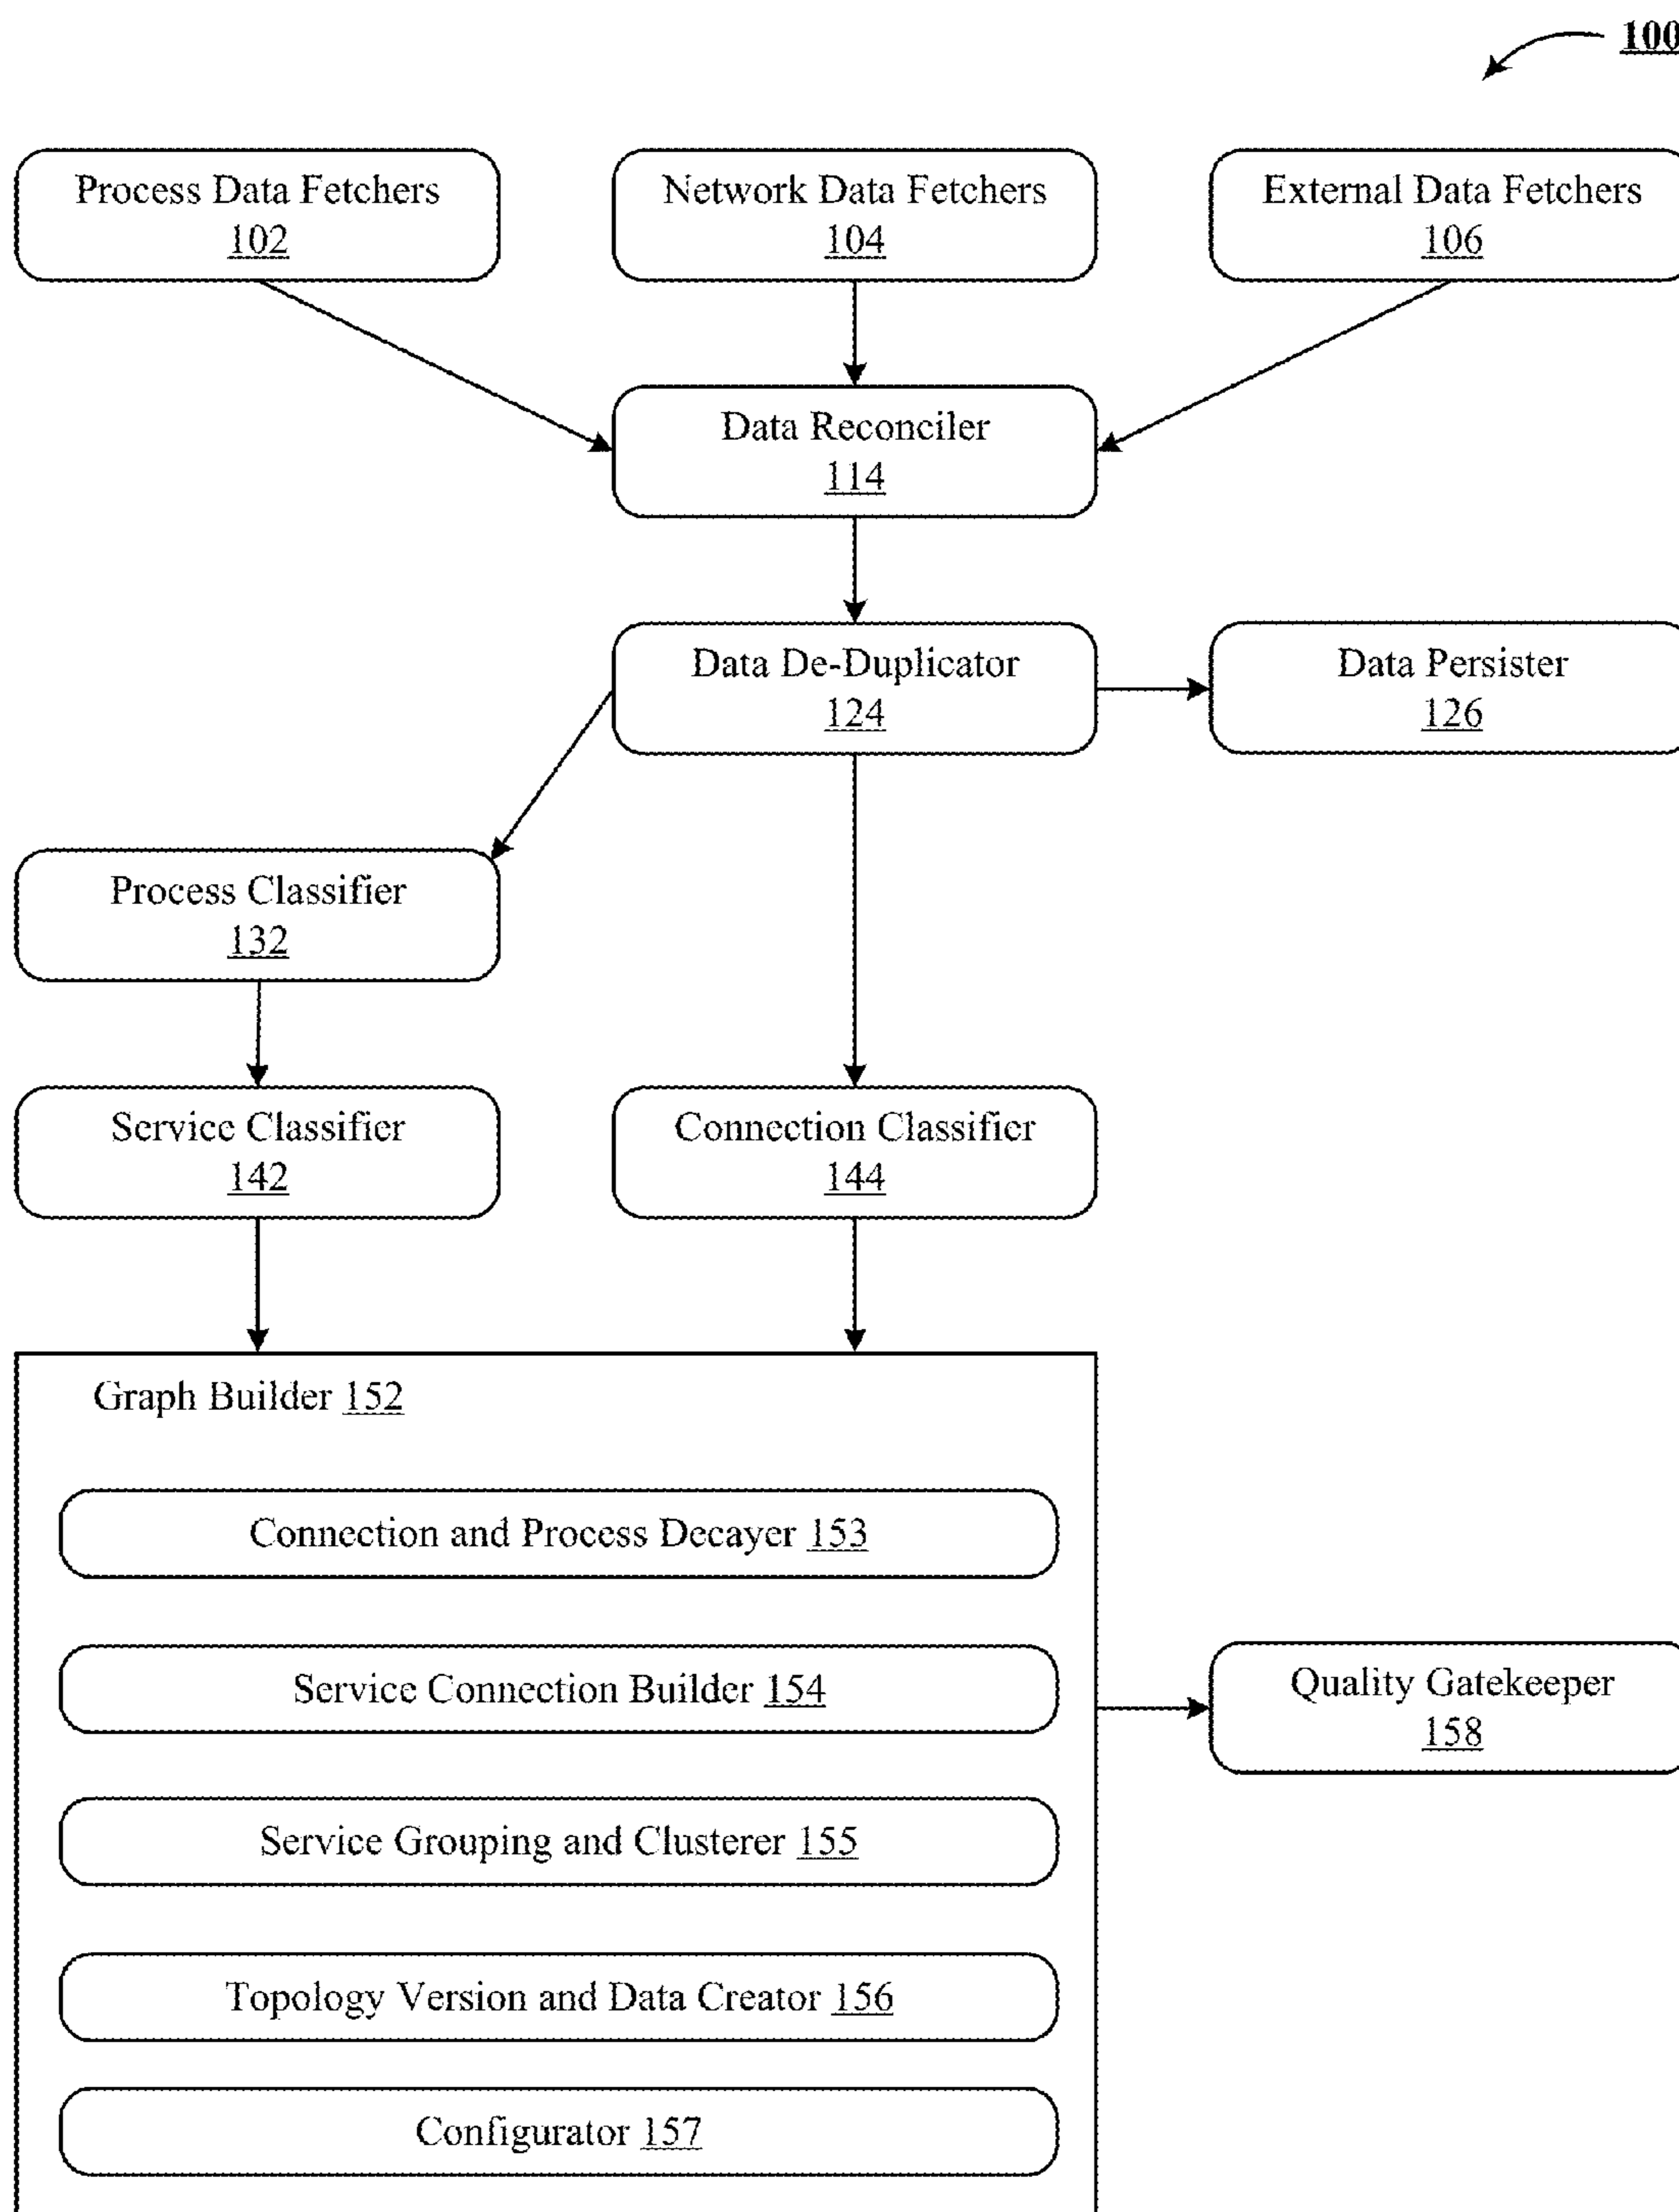 100
Process Data Fetchers
102
Network Data Fetchers
104
External Data Fetchers
106
Data Reconciler
114
Data De-Duplicator
124
Data Persister
126
Process Classifier
132
Service Classifier
142
Connection Classifier
144
Graph Builder 152
Connection and Process Decayer 153
Service Connection Builder 154
Quality Gatekeeper
158
Service Grouping and Clusterer 155
Topology Version and Data Creator 156
Configurator 157